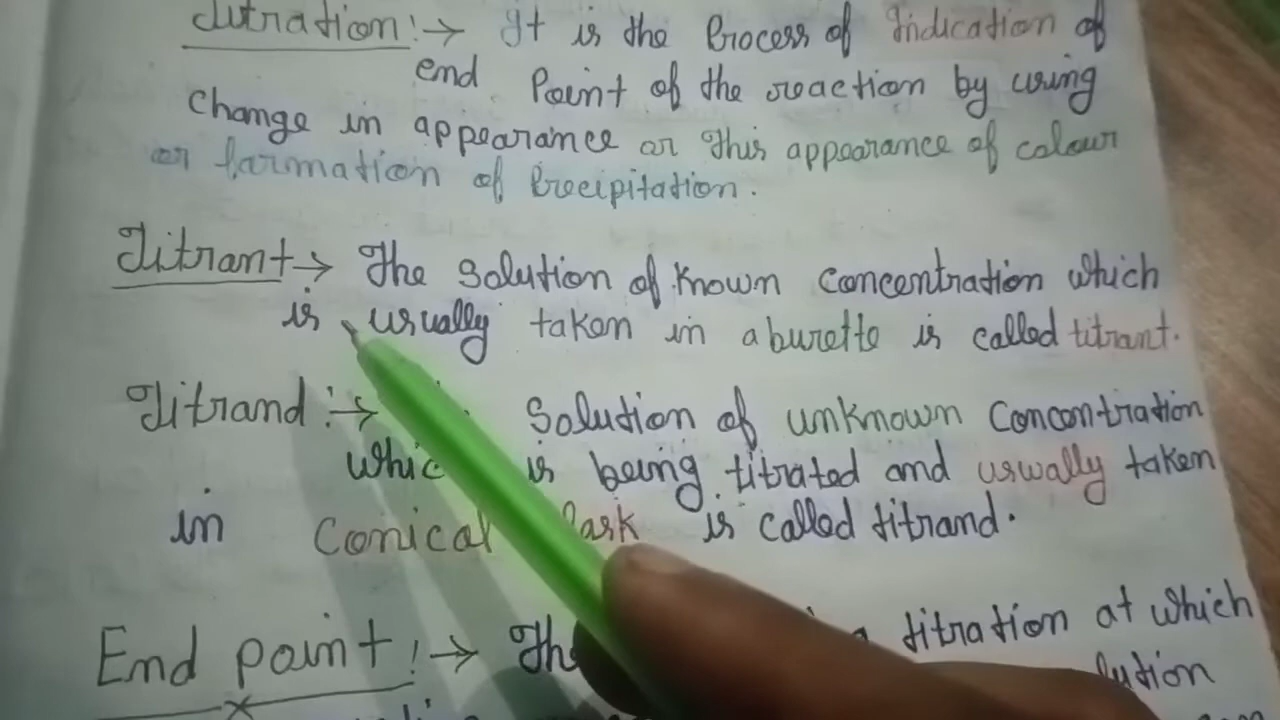 Titration :→ It is the Process of Indication of
end Point of the reaction by using
Change in appearance or This appearance of colour
or formation of Precipitation.
Titrant → The Solution of Known Concentration which
is usually taken in a burette is called titrant.
Titrand :→ Solution of unknown Concontration
is being titrated and usually taken
in Conical is called titrand.
End point :→ titration at which